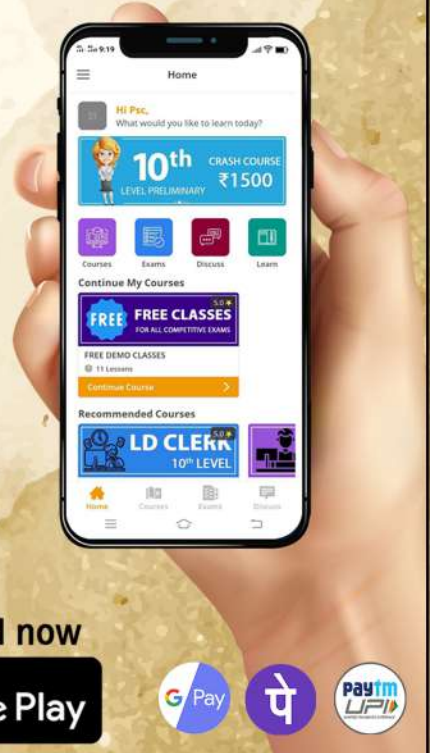 9:19
Home
Hi Psc,
What would you like to learn today?
10th CRASH COURSE
LEVEL PRELIMINARY ₹1500
Courses Exams Discuss Learn
Continue My Courses
5.0
FREE FREE CLASSES
FOR ALL COMPETITIVE EXAMS
FREE DEMO CLASSES
11 Lessons
Continue Course
Recommended Courses
5.0
LD CLERK
10th LEVEL
Home Courses Exams Discuss
now
Play
G Pay पे paytm
UPI